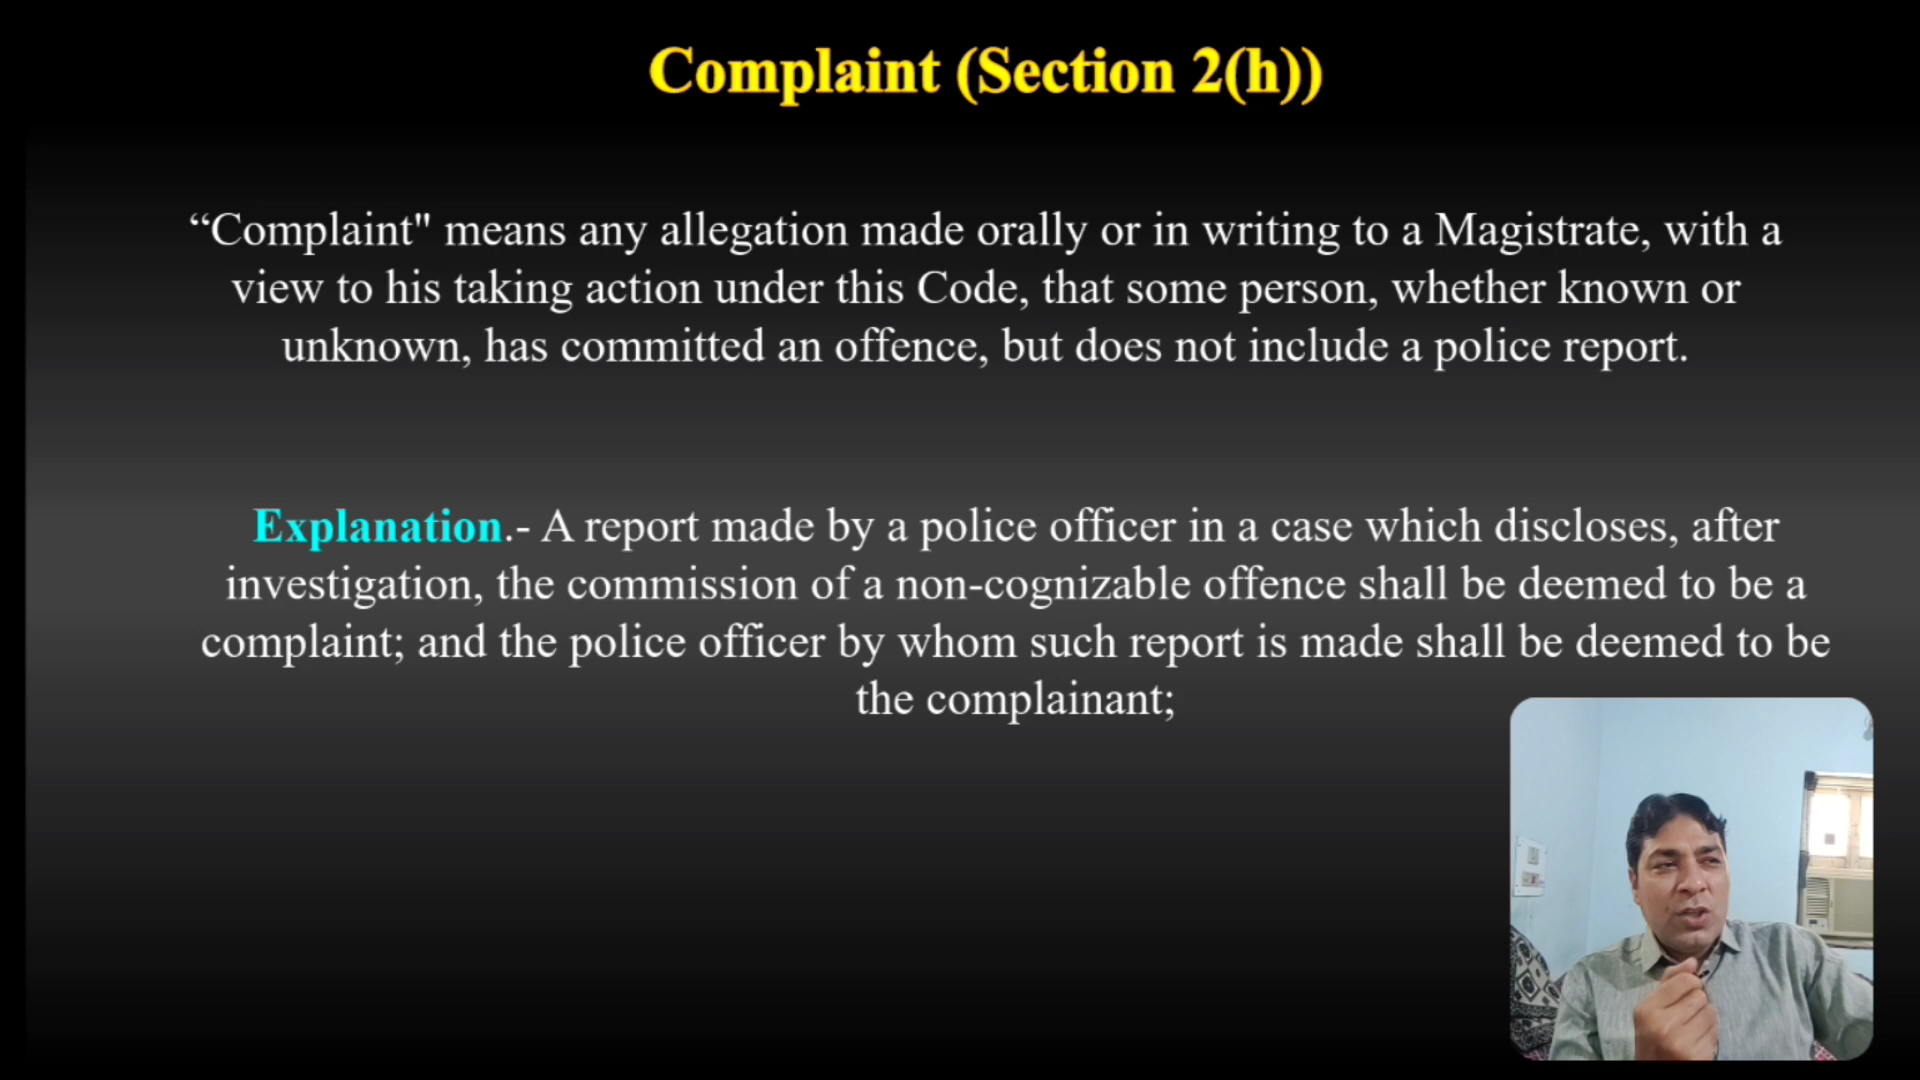 Complaint (Section 2(h))
“Complaint" means any allegation made orally or in writing to a Magistrate, with a
view to his taking action under this Code, that some person, whether known or
unknown, has committed an offence, but does not include a police report.
Explanation.- A report made by a police officer in a case which discloses, after
investigation, the commission of a non-cognizable offence shall be deemed to be a
complaint; and the police officer by whom such report is made shall be deemed to be
the complainant;